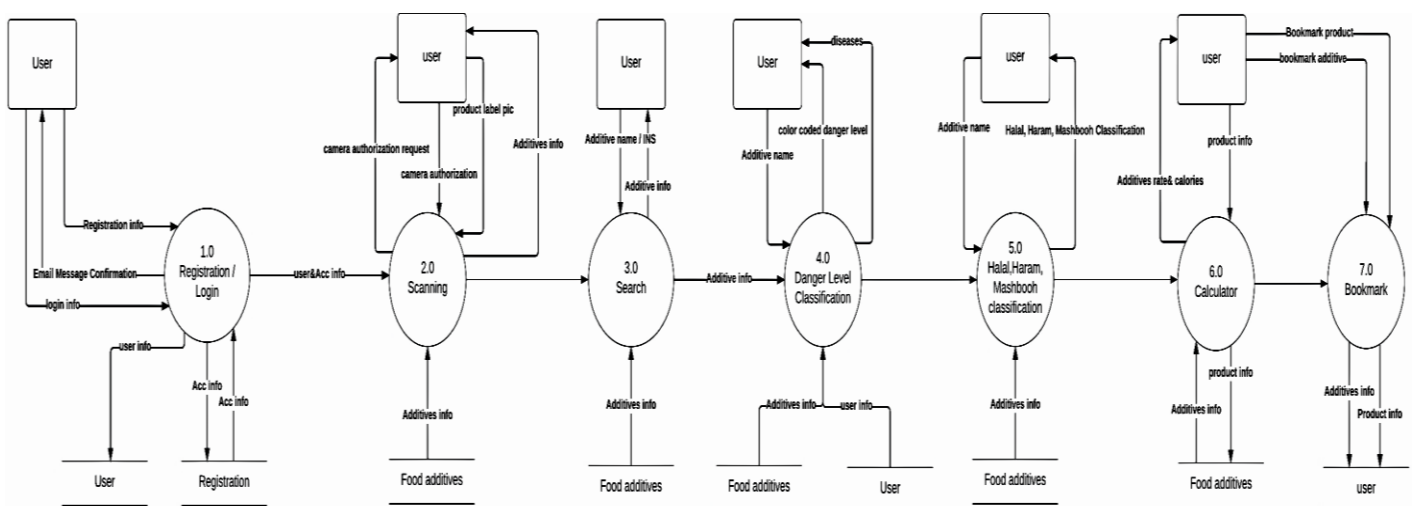 User
Registration info
Email Message Confirmation
login info
1.0
Registration /
Login
user&Acc info
user info
Acc info
Acc info
User
Registration
user
product label pic
camera authorization request
camera authorization
Additives info
2.0
Scanning
Additives info
Food additives
User
Additive name / INS
Additive info
3.0
Search
Additives info
Food additives
Additive info
User
diseases
color coded danger level
Additive name
4.0
Danger Level
Classification
Additives info
user info
Food additives
User
user
Additive name
Halal, Haram, Mashbooh Classification
5.0
Halal,Haram,
Mashbooh
classification
Additives info
Food additives
user
Bookmark product
bookmark additive
product info
Additives rate& calories
6.0
Calculator
product info
Additives info
Food additives
7.0
Bookmark
Additives info
Product info
user